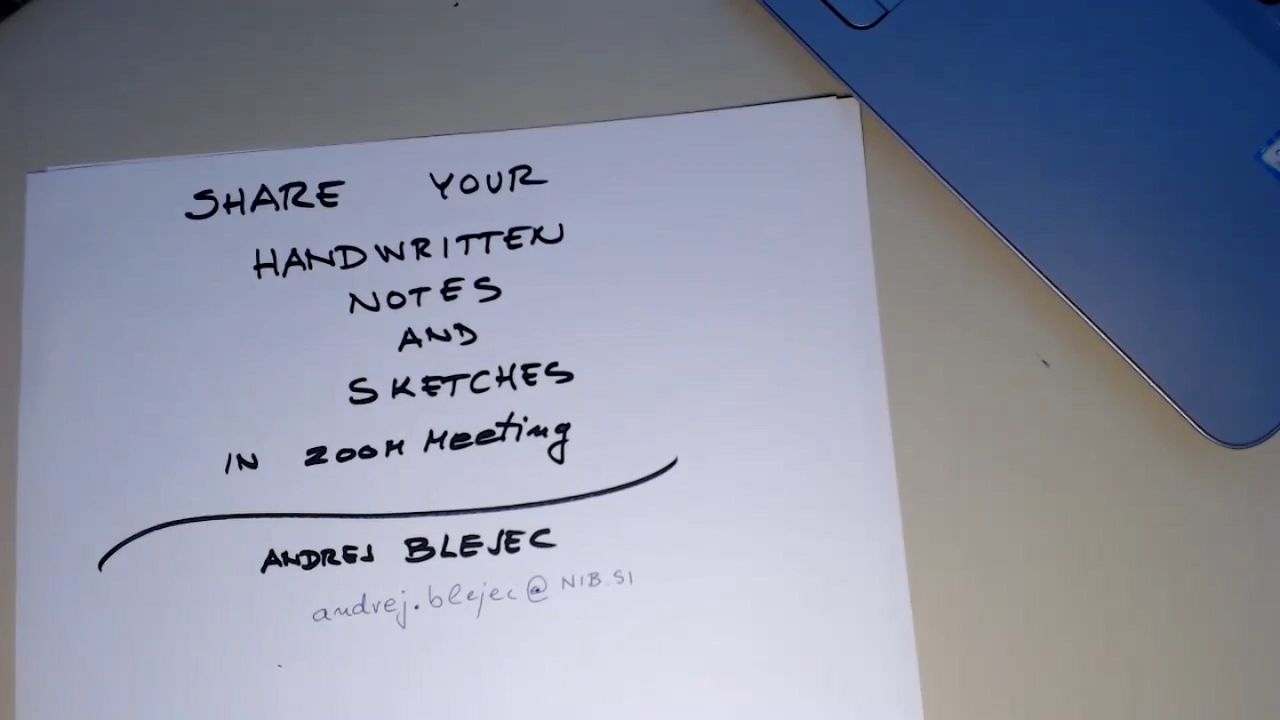 SHARE YOUR
HANDWRITTEN
NOTES
AND
SKETCHES
IN ZOOM Meeting
ANDREJ BLEJEC
andrej.blejec@NIB.SI